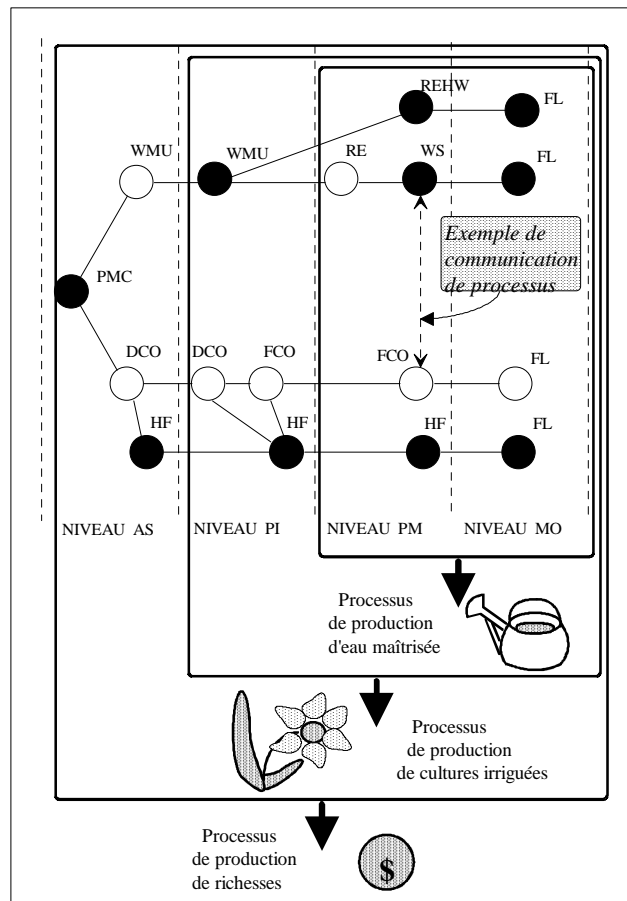 REHW
FL
WMU
WMU
RE
WS
FL
Exemple de
communication
de processus
PMC
DCO
DCO
FCO
FCO
FL
HF
HF
HF
FL
NIVEAU AS
NIVEAU PI
NIVEAU PM
NIVEAU MO
Processus
de production
d'eau maîtrisée
Processus
de production
de cultures irriguées
Processus
de production
de richesses
$